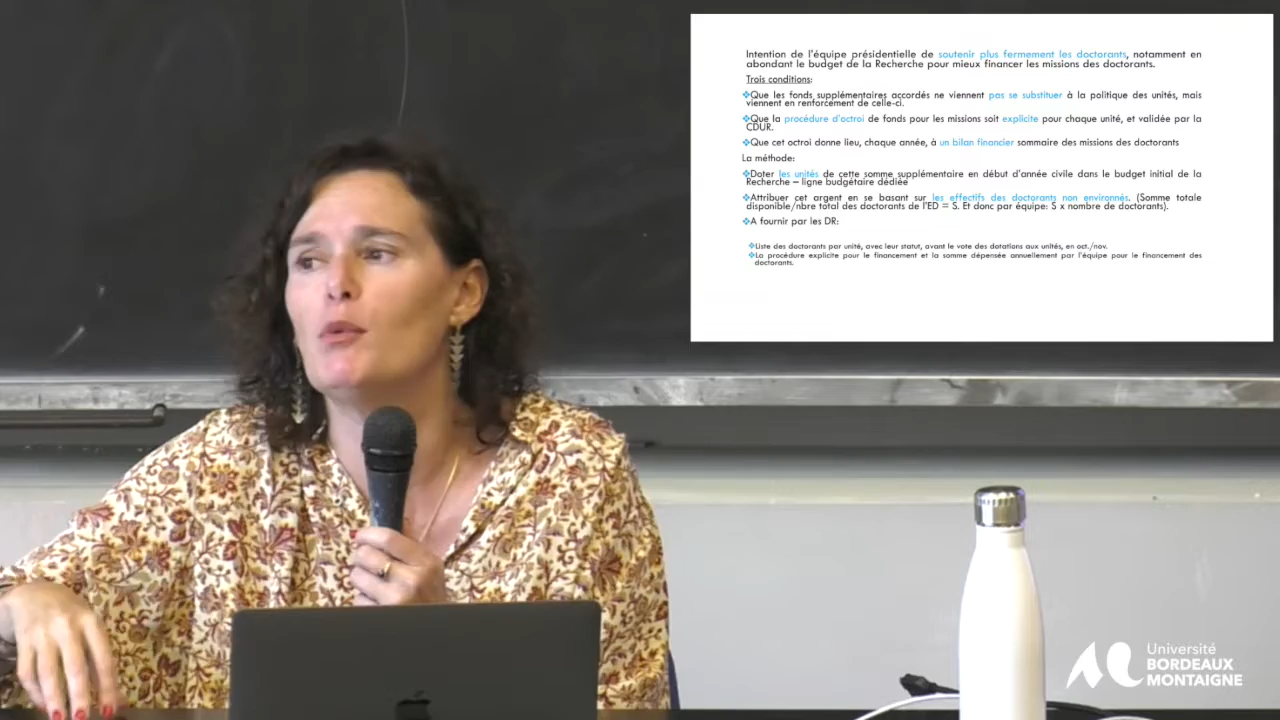 Intention de l'équipe présidentielle de soutenir plus fermement les doctorants, notamment en
abondant le budget de la Recherche pour mieux financer les missions des doctorants.
Trois conditions:
❖Que les fonds supplémentaires accordés ne viennent pas se substituer à la politique des unités, mais
viennent en renforcement de celle-ci.
❖Que la procédure d'octroi de fonds pour les missions soit explicite pour chaque unité, et validée par la
CDUR.
❖Que cet octroi donne lieu, chaque année, à un bilan financier sommaire des missions des doctorants
La méthode:
❖Doter les unités de cette somme supplémentaire en début d'année civile dans le budget initial de la
Recherche – ligne budgétaire dédiée
❖Attribuer cet argent en se basant sur les effectifs des doctorants non environnés. (Somme totale
disponible/nbre total des doctorants de l'ED = S. Et donc par équipe: S x nombre de doctorants).
❖A fournir par les DR:
❖Liste des doctorants par unité, avec leur statut, avant le vote des dotations aux unités, en oct./nov.
❖La procédure explicite pour le financement et la somme dépensée annuellement par l'équipe pour le financement des
doctorants.
Université
BORDEAUX
MONTAIGNE